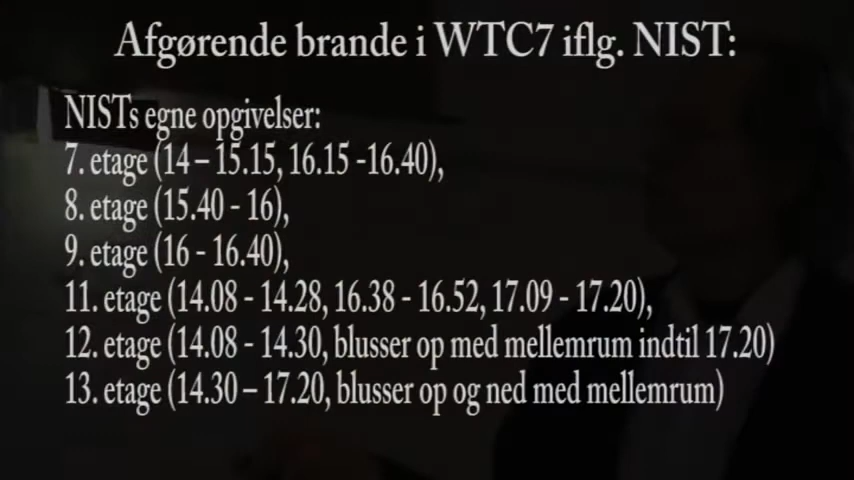 Afgørende brande i WTC7 iflg. NIST:
NISTs egne opgivelser:
7. etage (14 – 15.15, 16.15 -16.40),
8. etage (15.40 - 16),
9. etage (16 - 16.40),
11. etage (14.08 - 14.28, 16.38 - 16.52, 17.09 - 17.20),
12. etage (14.08 - 14.30, blusser op med mellemrum indtil 17.20)
13. etage (14.30 – 17.20, blusser op og ned med mellemrum)